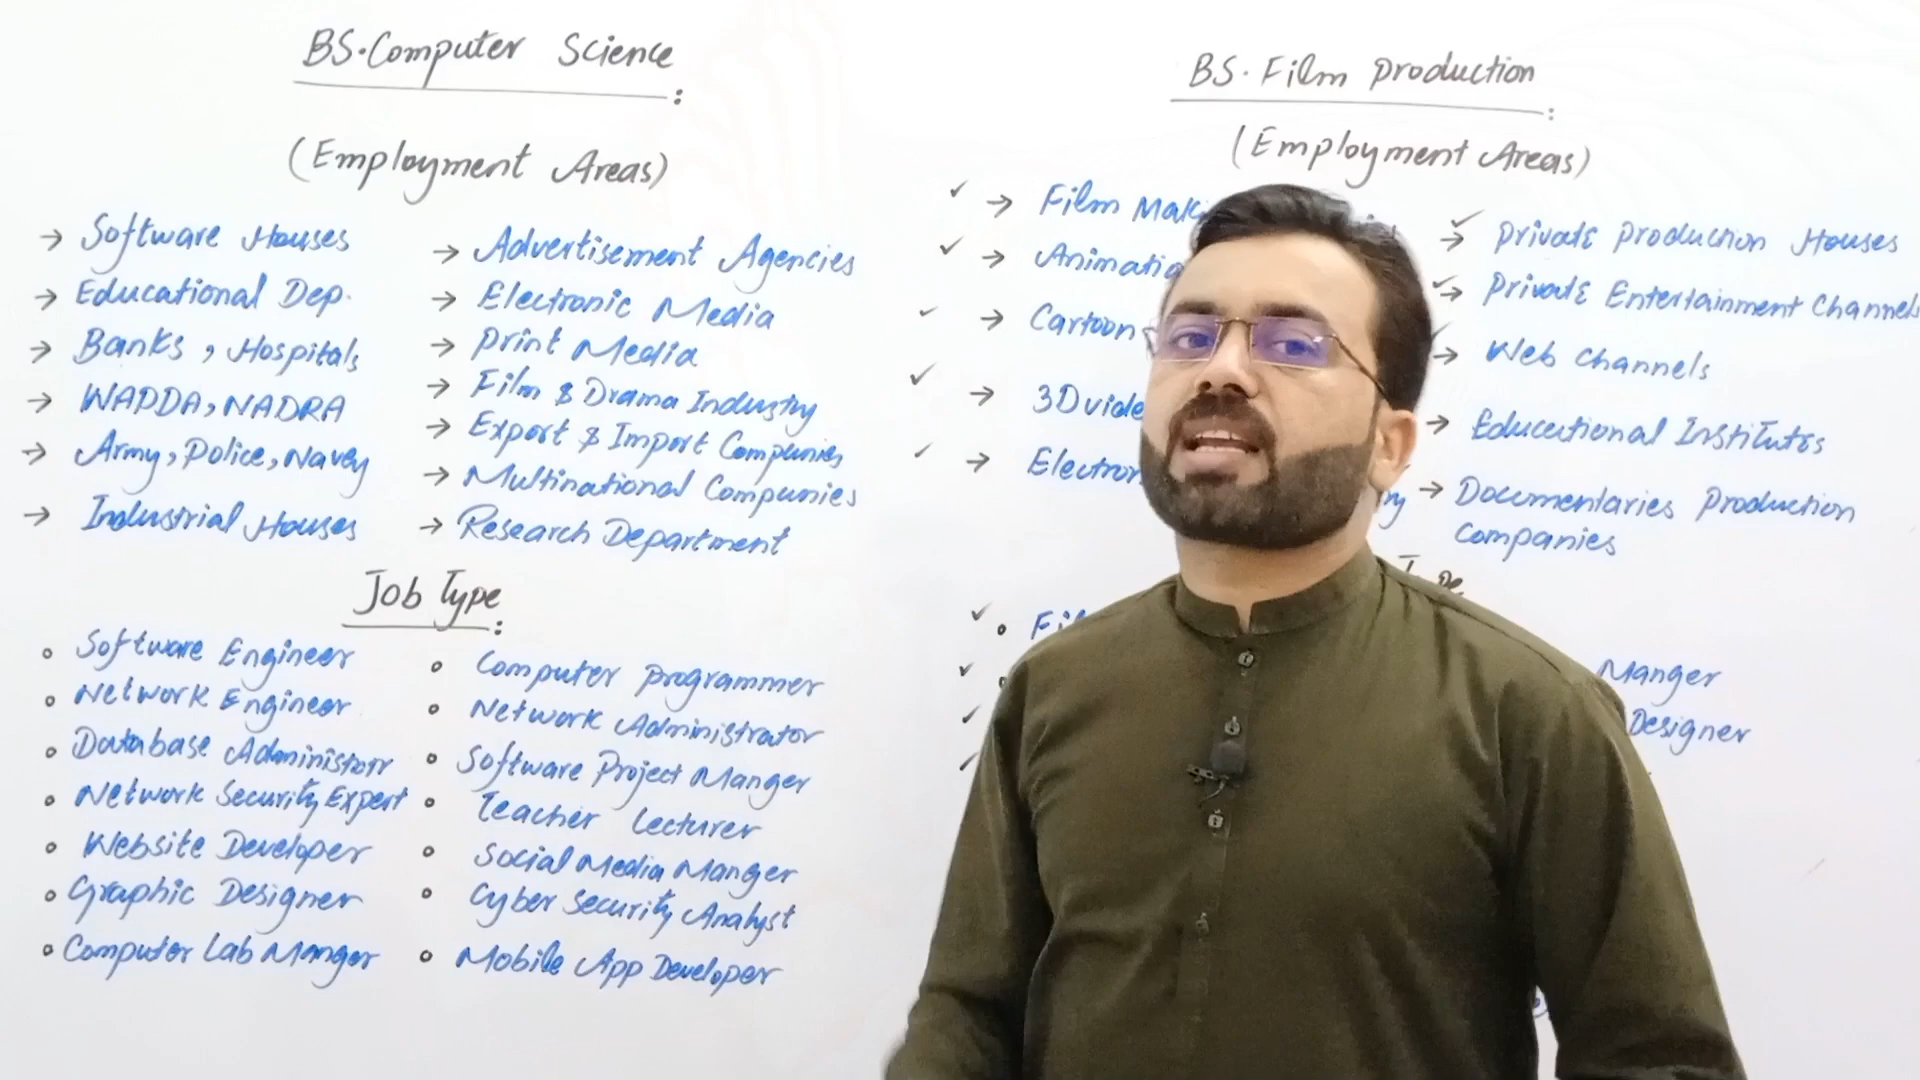 BS. Computer Science :
(Employment Areas)
→ Software Houses
→ Educational Dep.
→ Banks, Hospitals
→ WAPDA, NADRA
→ Army, Police, Navey
→ Industrial Houses
→ Advertisement Agencies
→ Electronic Media
→ Print Media
→ Film & Drama Industry
→ Export & Import Companies
→ Multinational Companies
→ Research Department
Job Type :
Software Engineer
Network Engineer
Database Administorr
Network Security Expert
Website Developer
Graphic Designer
Computer Lab Manger
Computer Programmer
Network Administrator
Software Project Manger
Teacher Lecturer
Social Media Manger
Cyber Security Analyst
Mobile App Developer
BS. Film Production :
(Employment Areas)
→ Film
→
→ Cartoon
→
→
→ Private Production Houses
→ Private Entertainment Channels
→ Web Channels
→ Educational Institutos
→ Documentaries Production
Companies
Manger
Designer